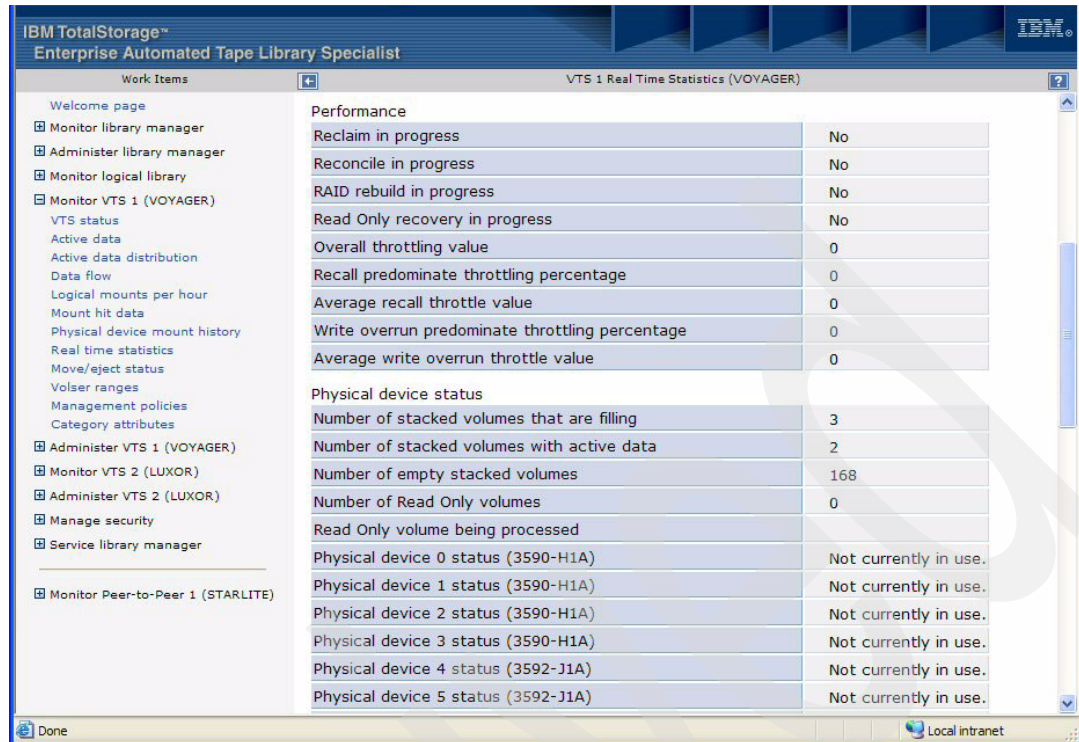 IBM TotalStorage™
Enterprise Automated Tape Library Specialist
IBM®
Work Items
VTS 1 Real Time Statistics (VOYAGER)
?
Welcome page
Monitor library manager
Administer library manager
Monitor logical library
Monitor VTS 1 (VOYAGER)
VTS status
Active data
Active data distribution
Data flow
Logical mounts per hour
Mount hit data
Physical device mount history
Real time statistics
Move/eject status
Volser ranges
Management policies
Category attributes
Administer VTS 1 (VOYAGER)
Monitor VTS 2 (LUXOR)
Administer VTS 2 (LUXOR)
Manage security
Service library manager
Monitor Peer-to-Peer 1 (STARLITE)
Performance
Reclaim in progress No
Reconcile in progress No
RAID rebuild in progress No
Read Only recovery in progress No
Overall throttling value 0
Recall predominate throttling percentage 0
Average recall throttle value 0
Write overrun predominate throttling percentage 0
Average write overrun throttle value 0
Physical device status
Number of stacked volumes that are filling 3
Number of stacked volumes with active data 2
Number of empty stacked volumes 168
Number of Read Only volumes 0
Read Only volume being processed
Physical device 0 status (3590-H1A) Not currently in use.
Physical device 1 status (3590-H1A) Not currently in use.
Physical device 2 status (3590-H1A) Not currently in use.
Physical device 3 status (3590-H1A) Not currently in use.
Physical device 4 status (3592-J1A) Not currently in use.
Physical device 5 status (3592-J1A) Not currently in use.
Done
Local intranet